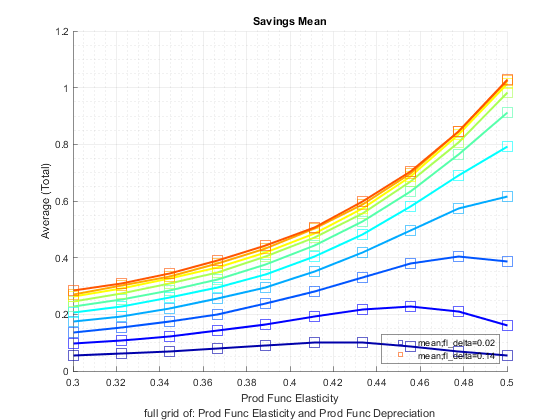 Savings Mean
1.2
1
0.8
0.6
0.4
0.2
0
Average (Total)
mean;fl_delta=0.02
mean;fl_delta=0.14
0.3 0.32 0.34 0.36 0.38 0.4 0.42 0.44 0.46 0.48 0.5
Prod Func Elasticity
full grid of: Prod Func Elasticity and Prod Func Depreciation